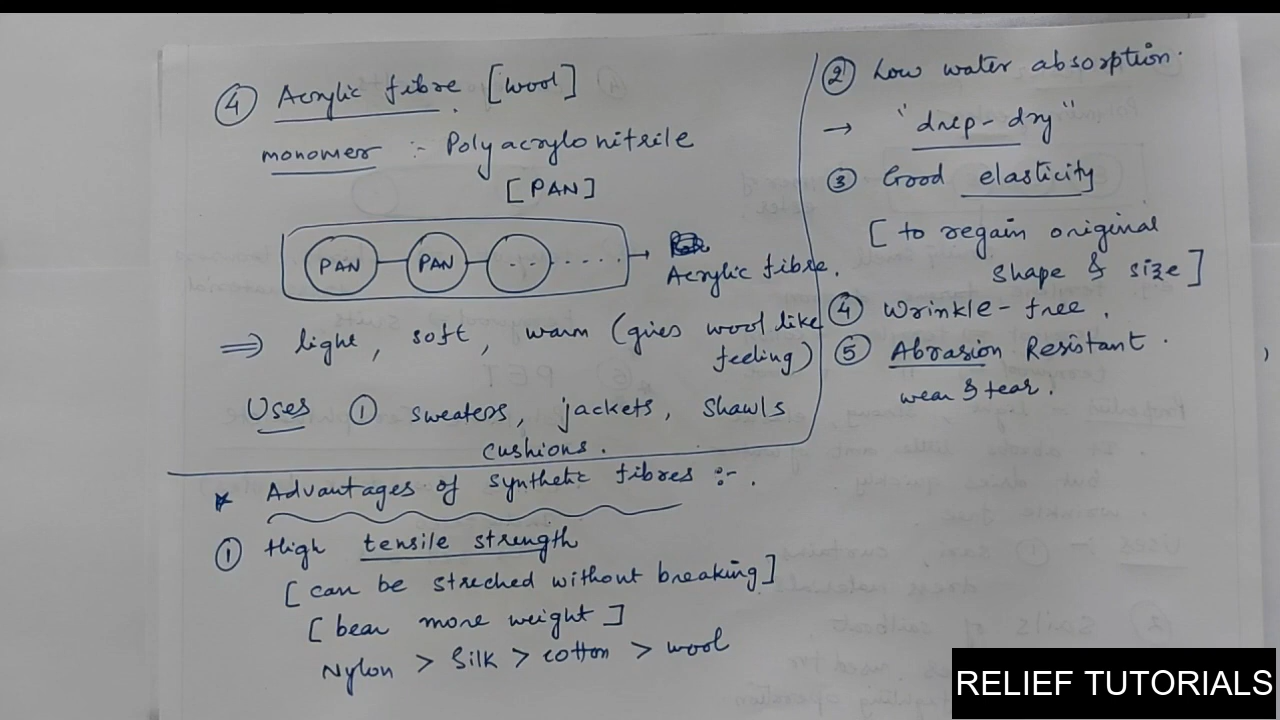 ④ Acrylic fibre [wool]
monomer :- Polyacrylonitrile
[PAN]
PAN PAN ... ..... → Acrylic fibre.
⇒ light, soft, warm (gives wool like
feeling)
Uses ① sweaters, jackets, shawls
cushions.
* Advantages of synthetic fibres :-.
① High tensile strength
[can be streched without breaking]
[bear more weight]
Nylon > Silk > cotton > wool
② Low water absorption.
→ "drep-dry"
③ Good elasticity
[to regain original
shape & size]
④ Wrinkle-free.
⑤ Abrasion Resistant.
wear & tear.
RELIEF TUTORIALS